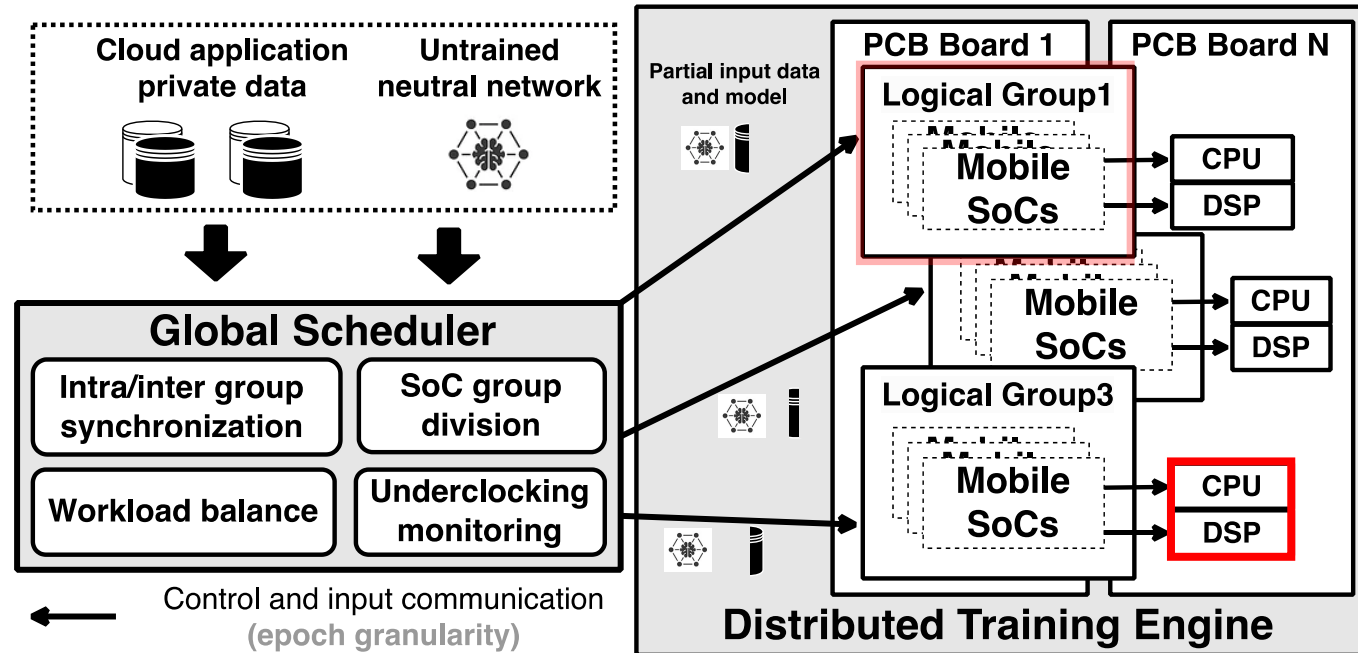 Cloud application
private data
Untrained
neutral network
Global Scheduler
Intra/inter group
synchronization
SoC group
division
Workload balance
Underclocking
monitoring
Control and input communication
(epoch granularity)
Partial input data
and model
PCB Board 1
PCB Board N
Logical Group1
Mobile
SoCs
CPU
DSP
Mobile
SoCs
CPU
DSP
Logical Group3
Mobile
SoCs
CPU
DSP
Distributed Training Engine